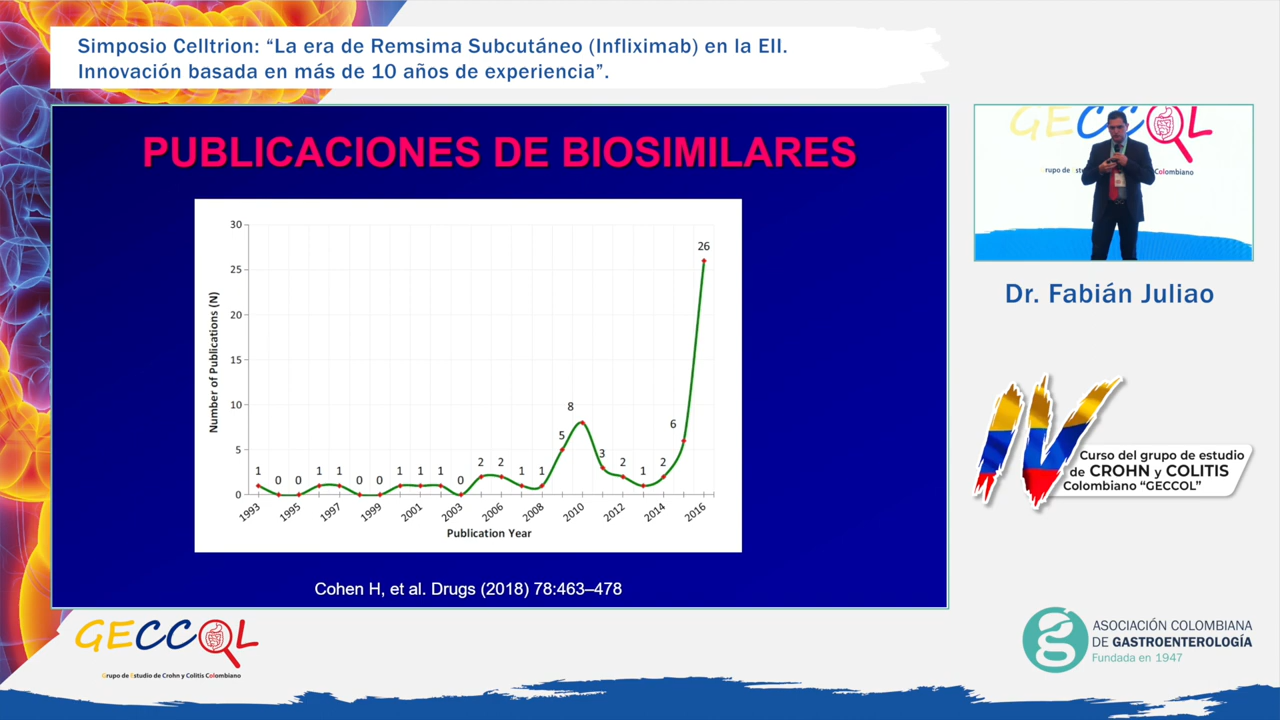 Simposio Celltrion: “La era de Remsima Subcutáneo (Infliximab) en la EII.
Innovación basada en más de 10 años de experiencia”.
PUBLICACIONES DE BIOSIMILARES
Number of Publications (N)
30
25
20
15
10
5
0
1 0 0 1 1 0 0 1 1 1 0 2 2 1 1 5 8 3 2 1 2 6 26
1993 1995 1997 1999 2001 2003 2006 2008 2010 2012 2014 2016
Publication Year
Cohen H, et al. Drugs (2018) 78:463–478
GECCOL
rupo de
Colombiano
Dr. Fabián Juliao
IV
Curso del grupo de estudio
de CROHN y COLITIS
Colombiano “GECCOL”
GECCOL
Grupo de Estudio de Crohn y Colitis Colombiano
ASOCIACIÓN COLOMBIANA
DE GASTROENTEROLOGÍA
Fundada en 1947